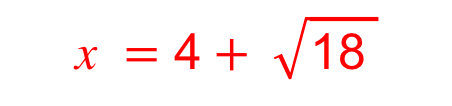 x = 4 + √18